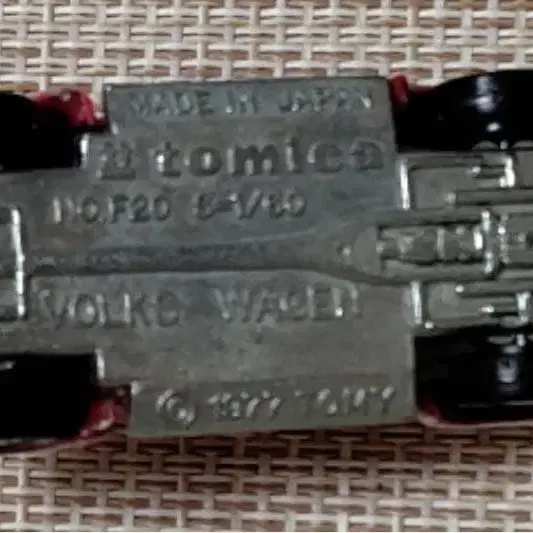 MADE IN JAPAN
tomica
NO.F20 S=1/60
VOLKS WAGEN
© 1977 TOMY